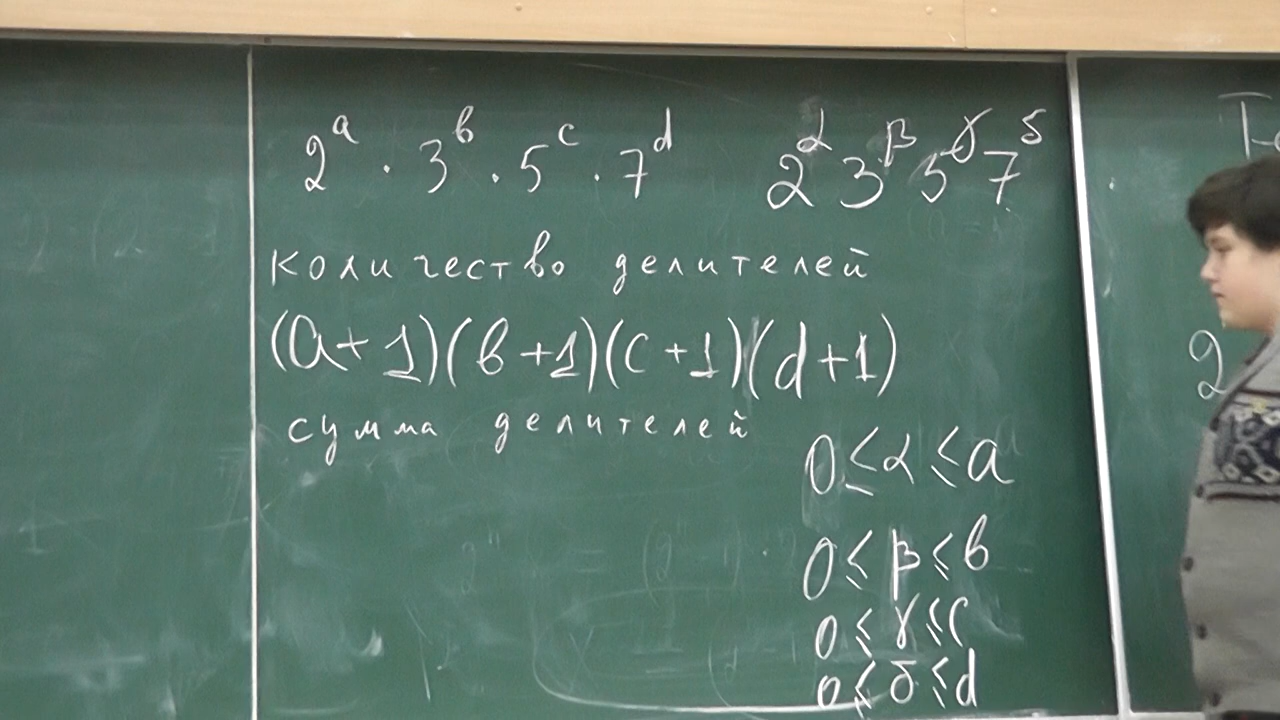 2^a · 3^в · 5^c · 7^d 2^α 3^β 5^γ 7^δ
количество делителей
(a+1)(в+1)(c+1)(d+1)
сумма делителей
0≤α≤a
0≤β≤в
0≤γ≤c
0≤δ≤d
2